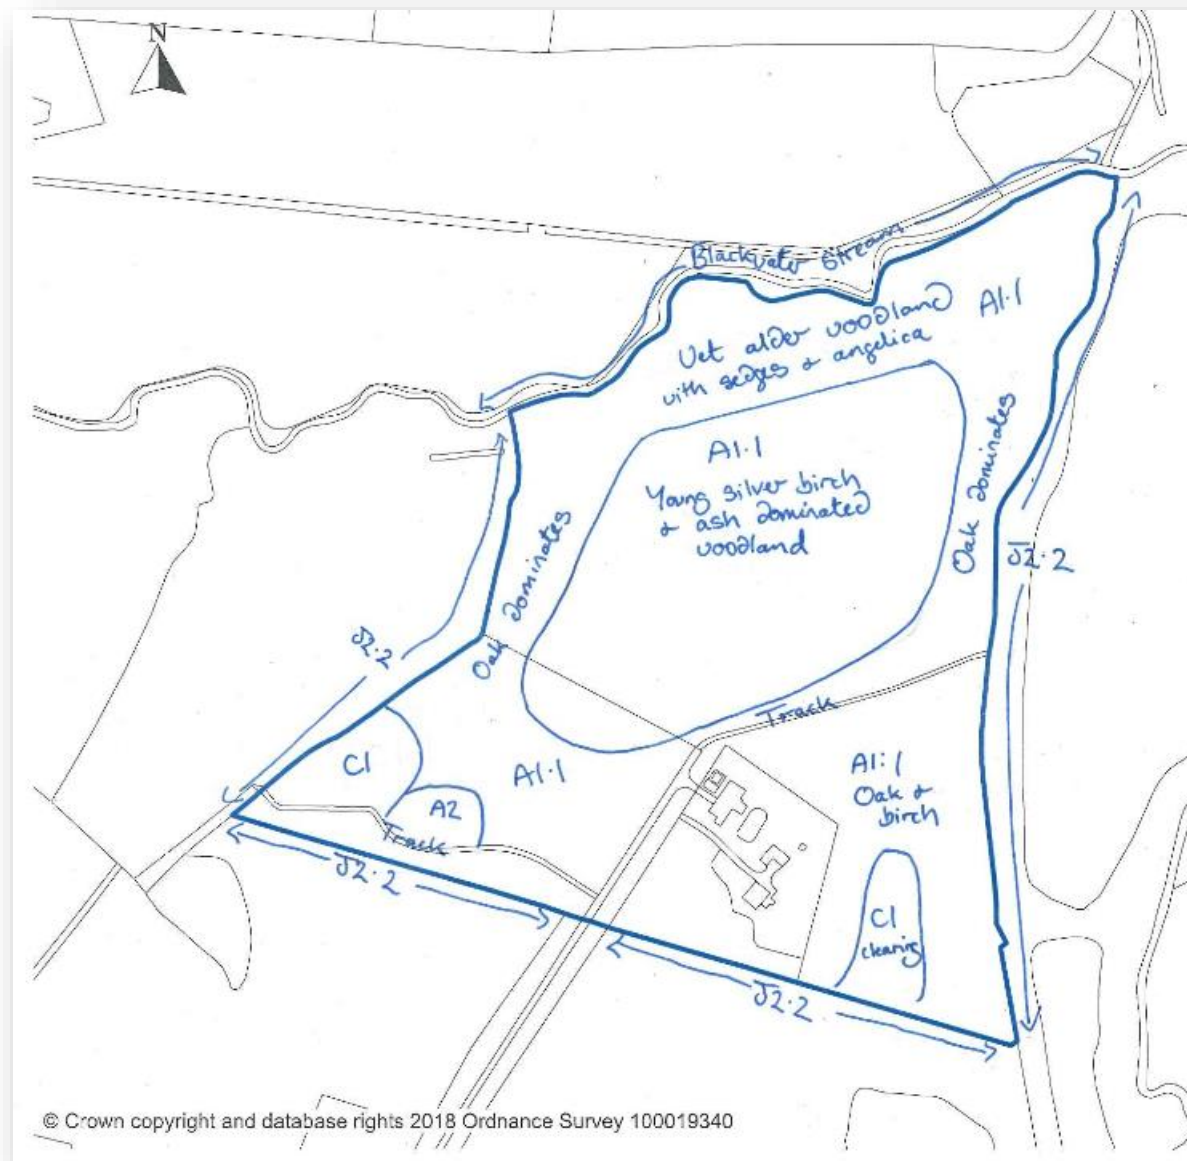 N
Blackwater Stream
A1.1
Wet alder woodland
with sedges & angelica
A1.1
Young silver birch
& ash dominated
woodland
Oak dominates
Oak dominates
J2.2
J2.2
Track
C1
A1.1
A2
Track
A1:1
Oak &
birch
J2.2
C1
clearing
J2.2
© Crown copyright and database rights 2018 Ordnance Survey 100019340